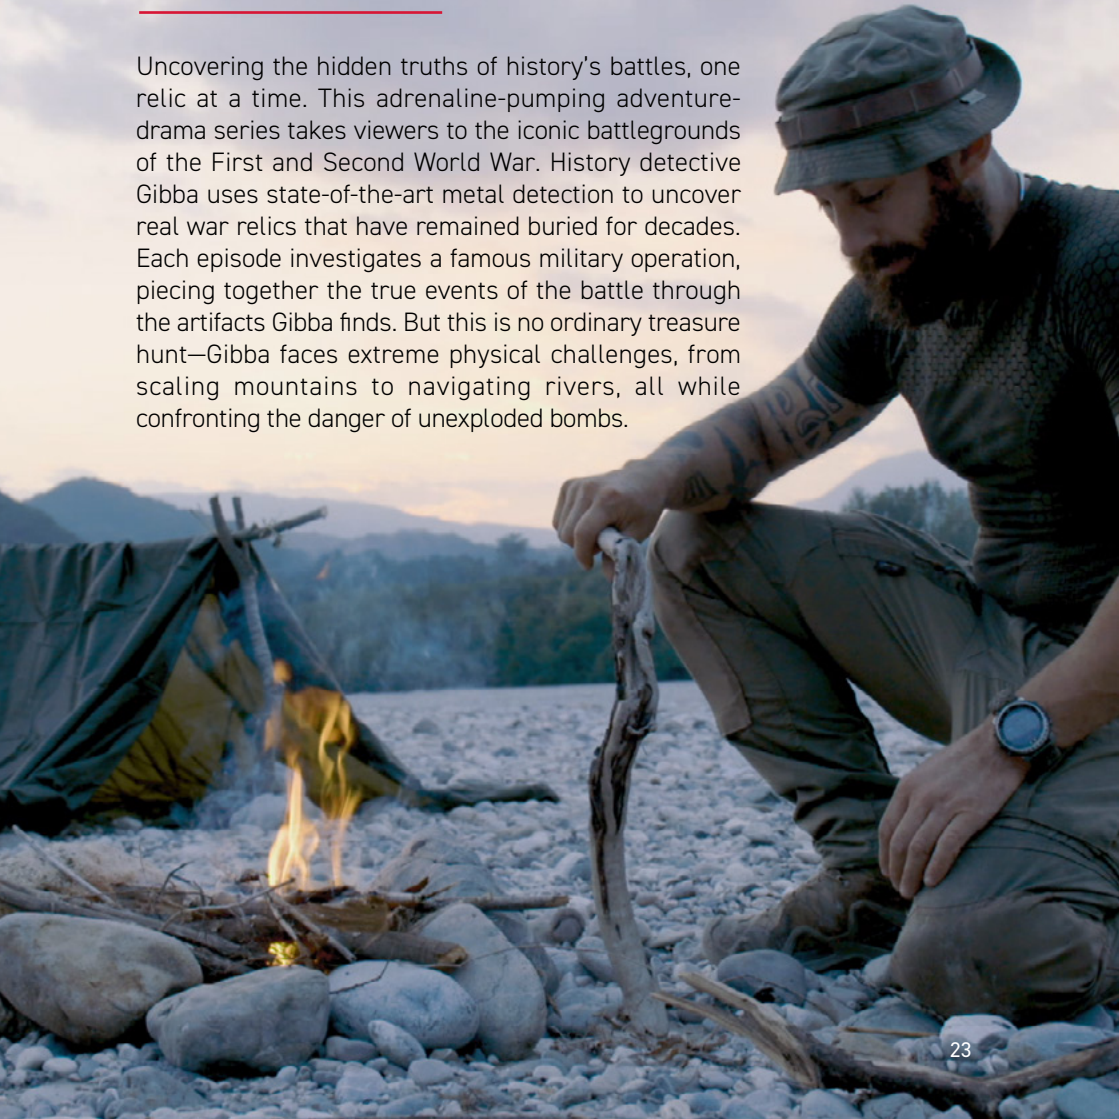 Uncovering the hidden truths of history's battles, one
relic at a time. This adrenaline-pumping adventure-
drama series takes viewers to the iconic battlegrounds
of the First and Second World War. History detective
Gibba uses state-of-the-art metal detection to uncover
real war relics that have remained buried for decades.
Each episode investigates a famous military operation,
piecing together the true events of the battle through
the artifacts Gibba finds. But this is no ordinary treasure
hunt—Gibba faces extreme physical challenges, from
scaling mountains to navigating rivers, all while
confronting the danger of unexploded bombs.
23